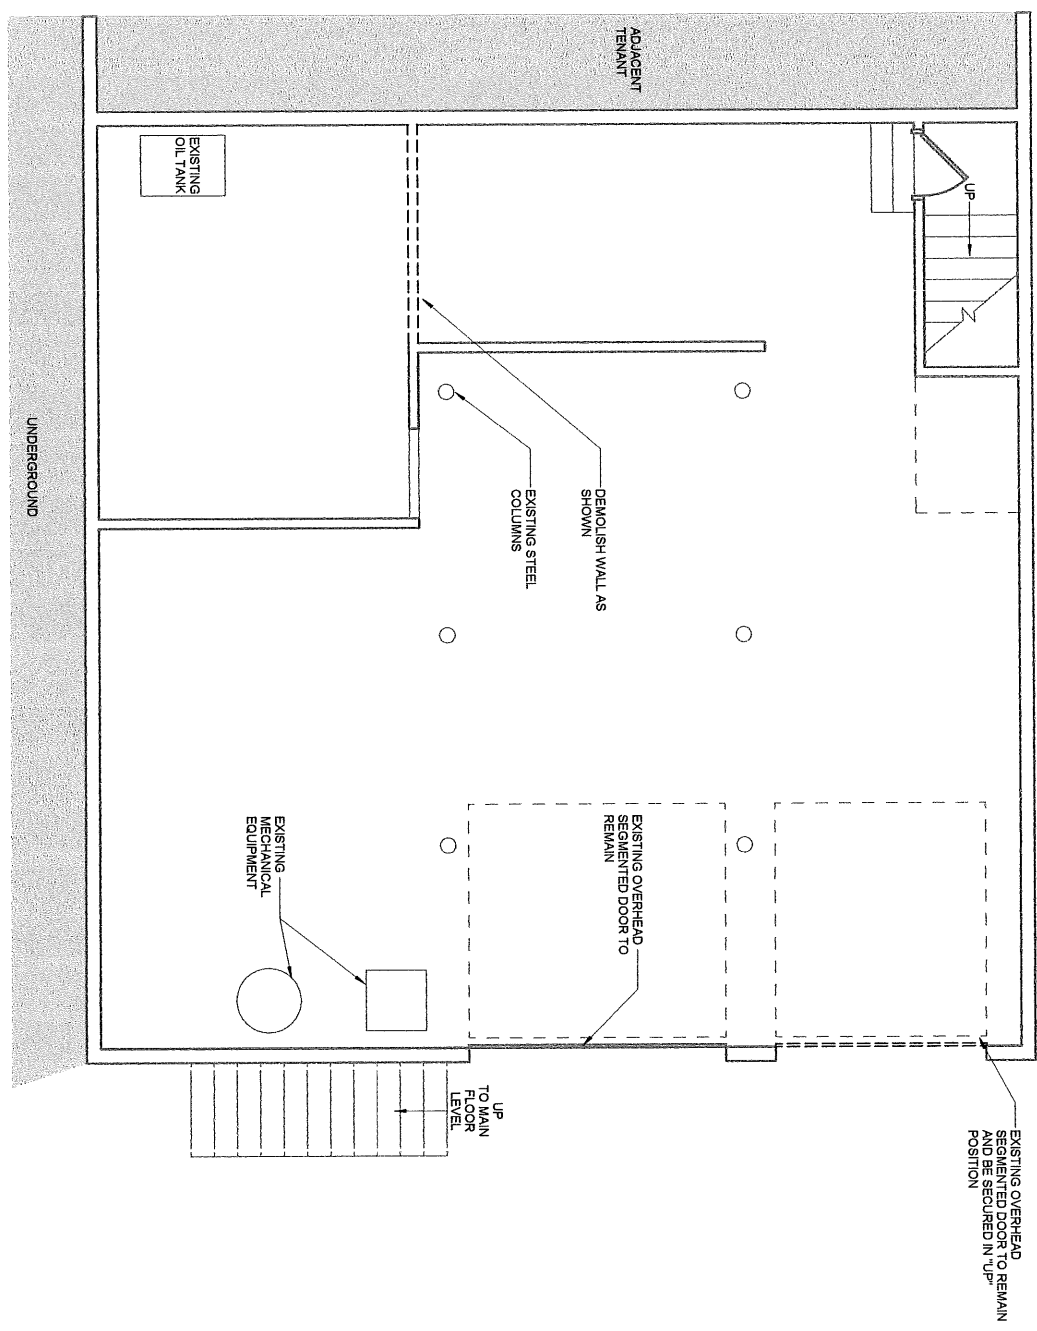 ADJACENT
TENANT
EXISTING
OIL TANK
UP
UNDERGROUND
DEMOLISH WALL AS
SHOWN
EXISTING STEEL
COLUMNS
EXISTING OVERHEAD
SEGMENTED DOOR TO
REMAIN
EXISTING
MECHANICAL
EQUIPMENT
UP
TO MAIN
FLOOR
LEVEL
EXISTING OVERHEAD
SEGMENTED DOOR TO REMAIN
AND BE SECURED IN "UP"
POSITION